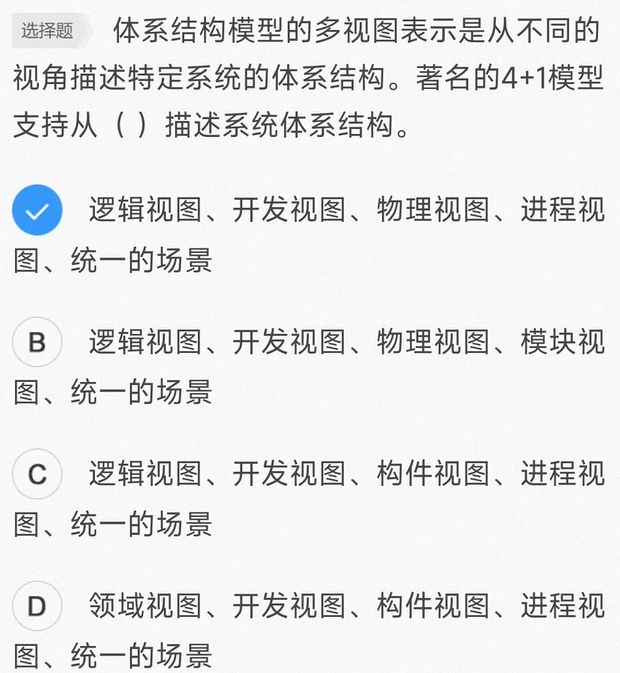 选择题 体系结构模型的多视图表示是从不同的
视角描述特定系统的体系结构。著名的4+1模型
支持从（ ）描述系统体系结构。
逻辑视图、开发视图、物理视图、进程视
图、统一的场景
B 逻辑视图、开发视图、物理视图、模块视
图、统一的场景
C 逻辑视图、开发视图、构件视图、进程视
图、统一的场景
D 领域视图、开发视图、构件视图、进程视
图、统一的场景